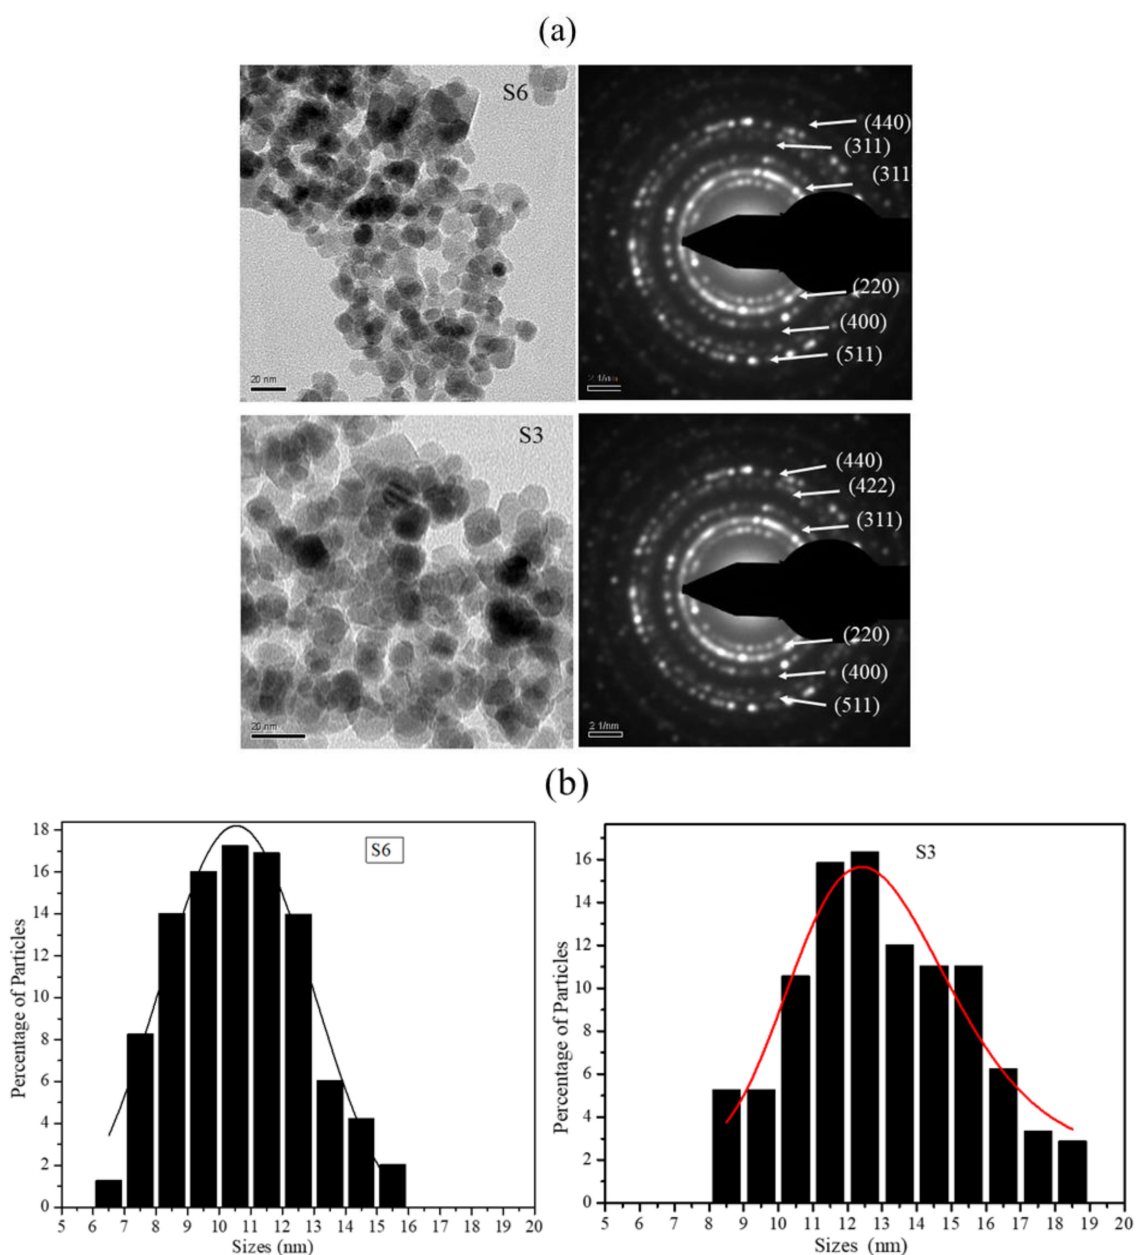 (a)
S6
(440)
(311)
(311)
(220)
(400)
(511)
20 nm
2 1/nm
S3
(440)
(422)
(311)
(220)
(400)
(511)
20 nm
2 1/nm
(b)
18
16
14
12
10
8
6
4
2
0
Percentage of Particles
S6
5 6 7 8 9 10 11 12 13 14 15 16 17 18 19 20
Sizes (nm)
16
14
12
10
8
6
4
2
0
Percentage of Particles
S3
5 6 7 8 9 10 11 12 13 14 15 16 17 18 19 20
Sizes (nm)